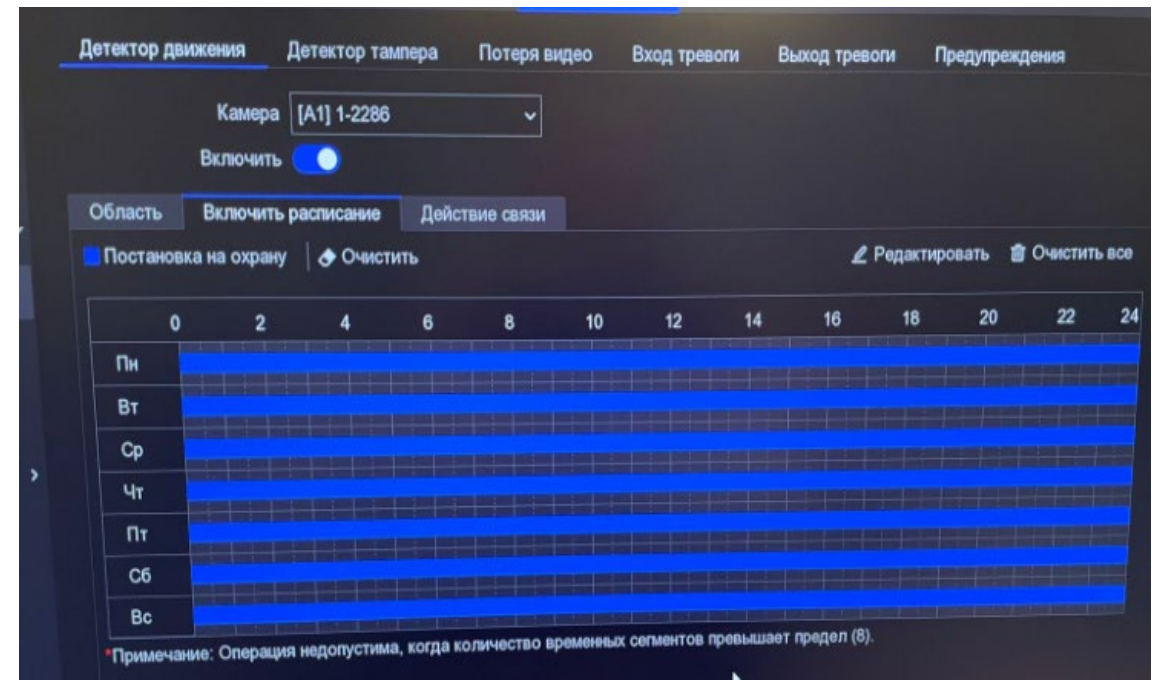 Детектор движения Детектор тампера Потеря видео Вход тревоги Выход тревоги Предупреждения
Камера [A1] 1-2286
Включить
Область Включить расписание Действие связи
Постановка на охрану Очистить Редактировать Очистить все
0 2 4 6 8 10 12 14 16 18 20 22 24
Пн
Вт
Ср
Чт
Пт
Сб
Вс
*Примечание: Операция недопустима, когда количество временных сегментов превышает предел (8).